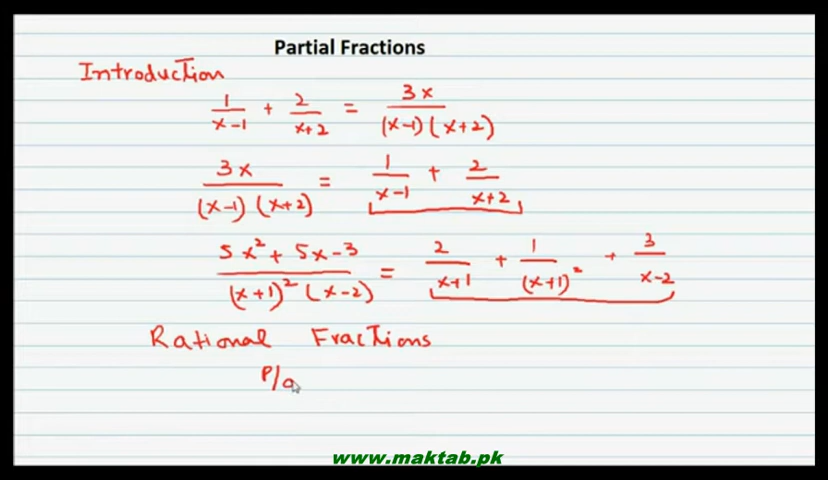 Partial Fractions
Introduction
1/(x-1) + 2/(x+2) = 3x/((x-1)(x+2))
3x/((x-1)(x+2)) = 1/(x-1) + 2/(x+2)
(5x² + 5x - 3)/((x+1)²(x-2)) = 2/(x+1) + 1/(x+1)² + 3/(x-2)
Rational Fractions
P/
www.maktab.pk